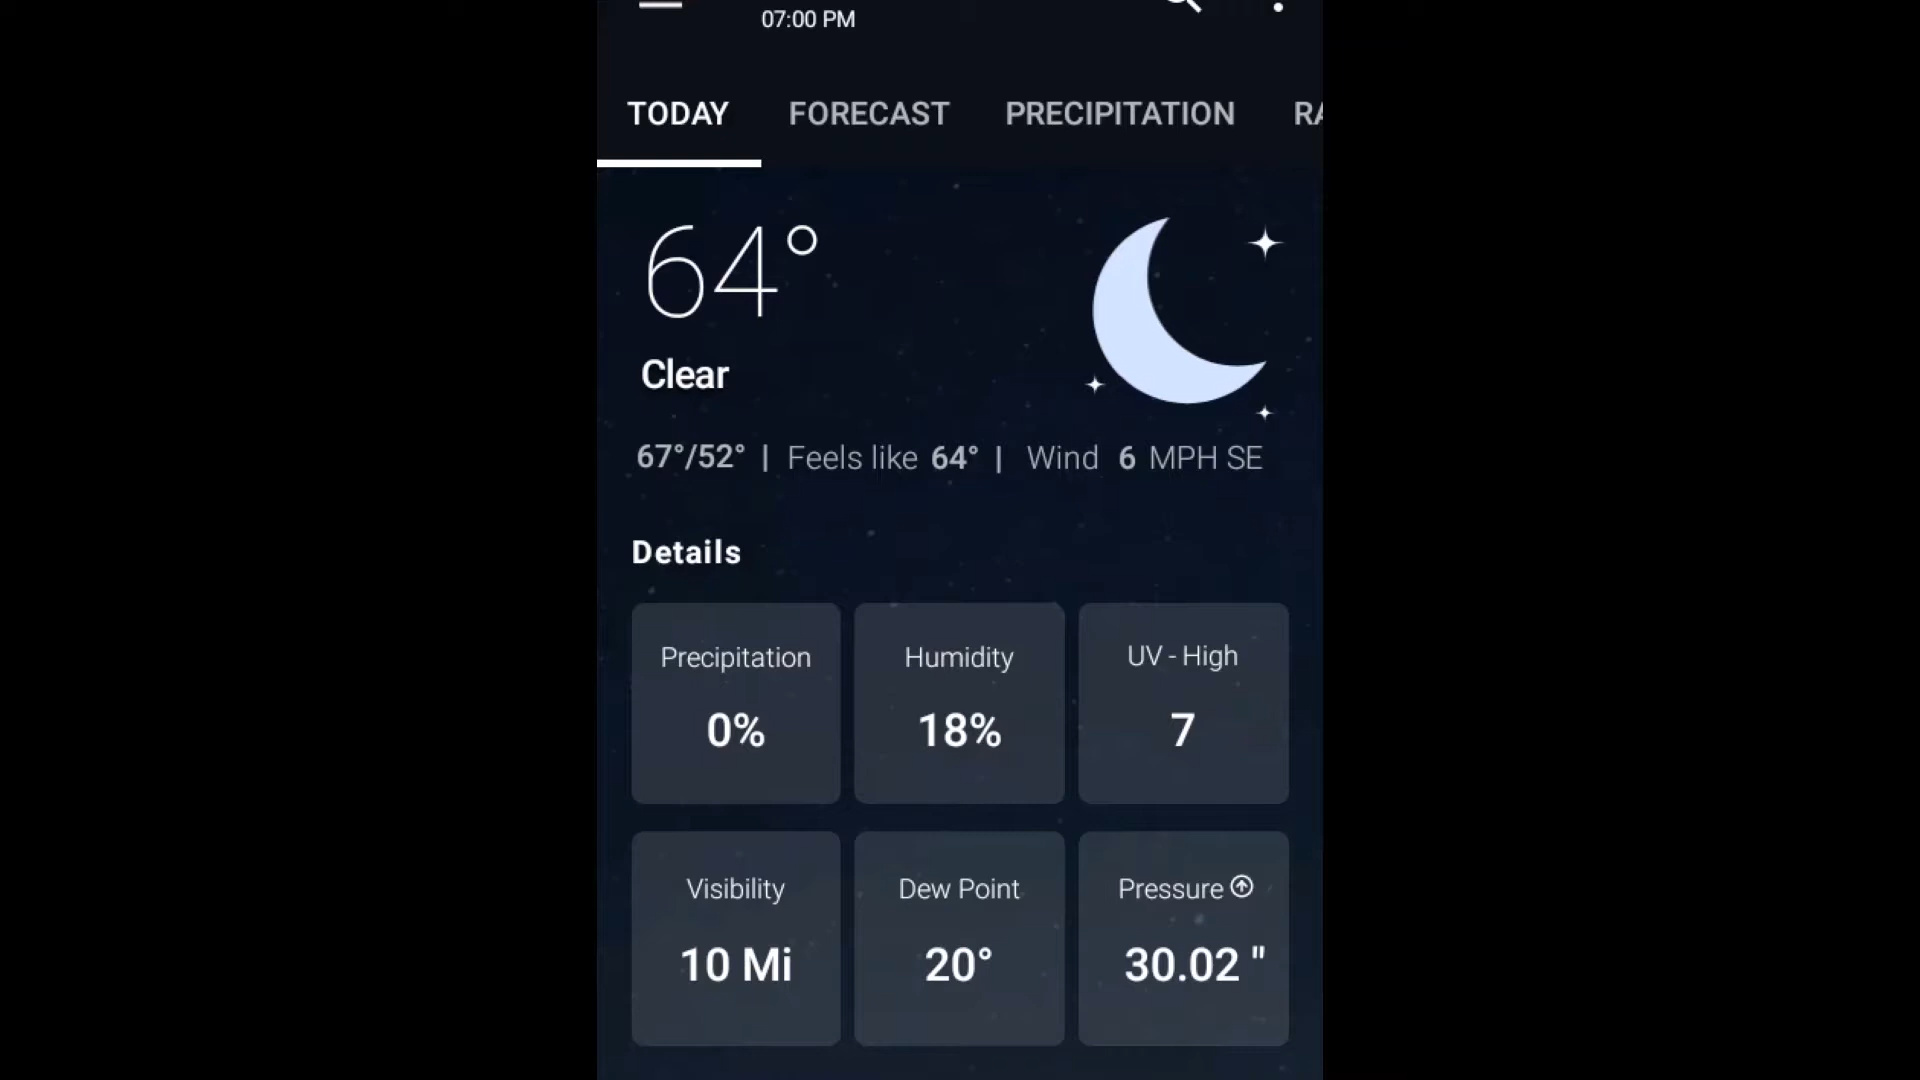 07:00 PM
TODAY FORECAST PRECIPITATION RA
64°
Clear
67°/52° | Feels like 64° | Wind 6 MPH SE
Details
Precipitation Humidity UV - High
0% 18% 7
Visibility Dew Point Pressure
10 Mi 20° 30.02 "